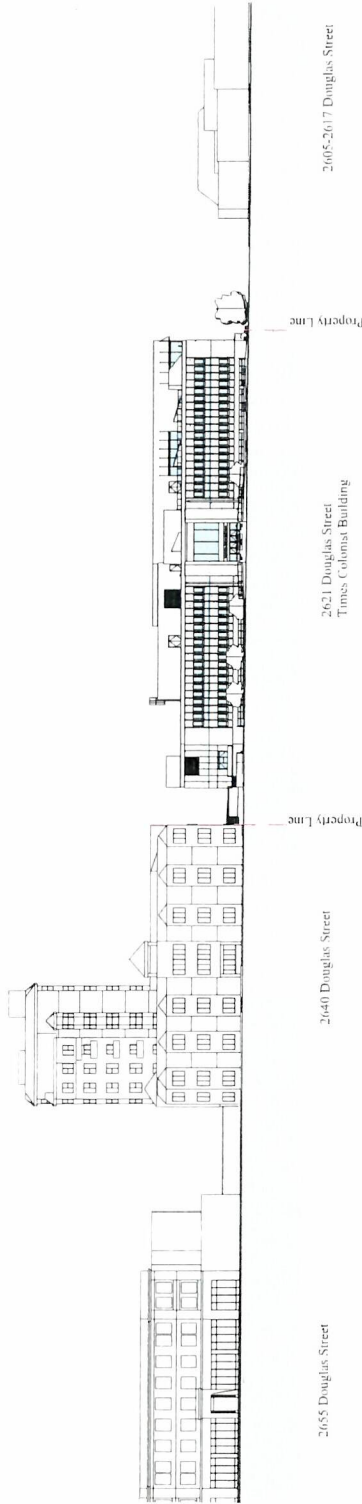 2655 Douglas Street
2640 Douglas Street
Property Line
2621 Douglas Street
Times Colonist Building
Property Line
2605-2617 Douglas Street